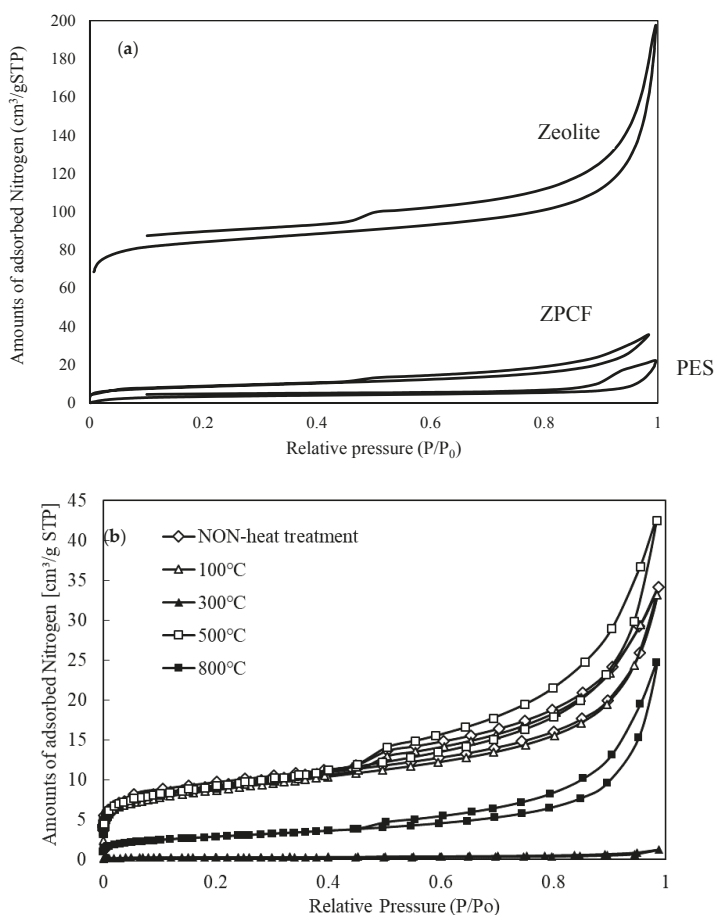 (a)
Amounts of adsorbed Nitrogen (cm³/gSTP)
200
180
160
140
120
100
80
60
40
20
0
Zeolite
ZPCF
PES
0
0.2
0.4
0.6
0.8
1
Relative pressure (P/P₀)
(b)
Amounts of adsorbed Nitrogen [cm³/g STP]
45
40
35
30
25
20
15
10
5
0
NON-heat treatment
100°C
300°C
500°C
800°C
0
0.2
0.4
0.6
0.8
1
Relative Pressure (P/Po)